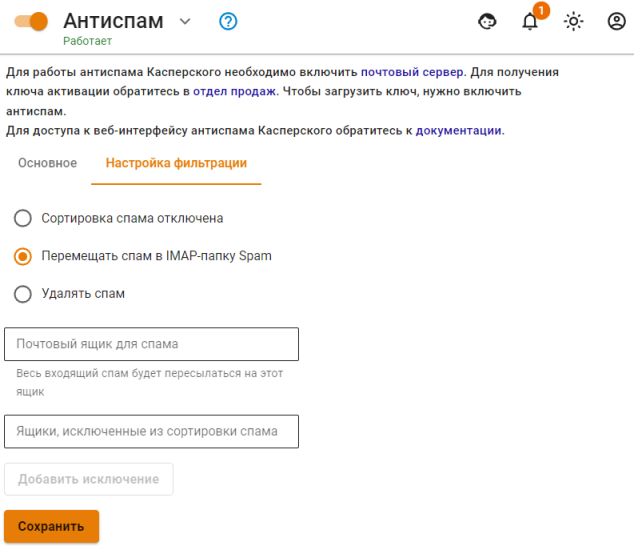 Антиспам
1
Работает
Для работы антиспама Касперского необходимо включить почтовый сервер. Для получения
ключа активации обратитесь в отдел продаж. Чтобы загрузить ключ, нужно включить
антиспам.
Для доступа к веб-интерфейсу антиспама Касперского обратитесь к документации.
Основное Настройка фильтрации
Сортировка спама отключена
Перемещать спам в IMAP-папку Spam
Удалять спам
Почтовый ящик для спама
Весь входящий спам будет пересылаться на этот
ящик
Ящики, исключенные из сортировки спама
Добавить исключение
Сохранить